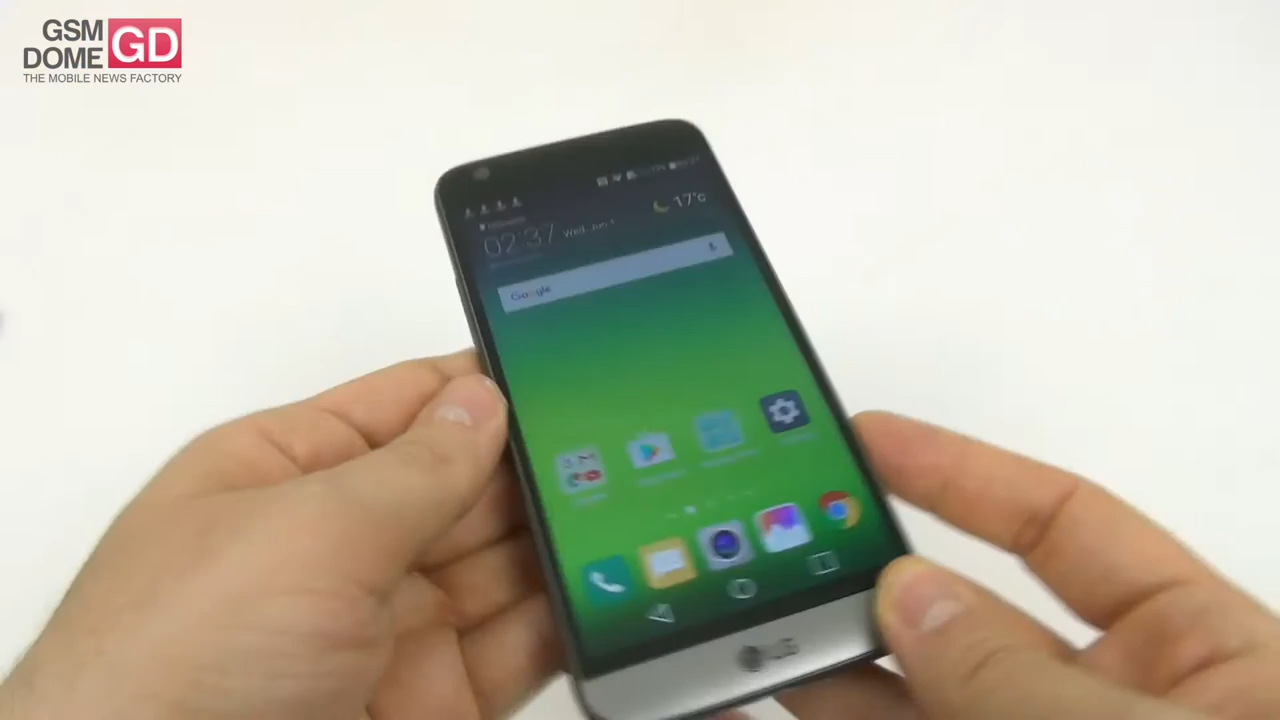 GSM
DOME GD
THE MOBILE NEWS FACTORY
17°c
02:37 Wed, Jun 1
Google
LG